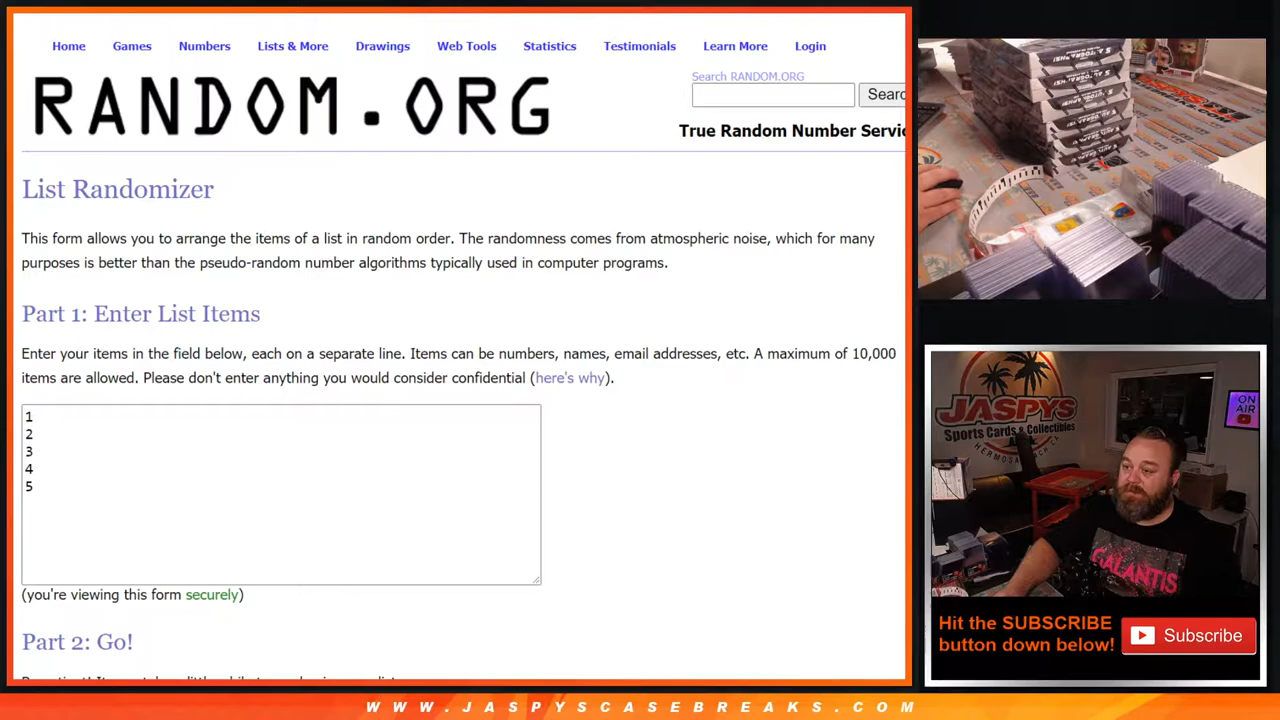 Home Games Numbers Lists & More Drawings Web Tools Statistics Testimonials Learn More Login
RANDOM.ORG
Search RANDOM.ORG
Searc
True Random Number Servic
List Randomizer
This form allows you to arrange the items of a list in random order. The randomness comes from atmospheric noise, which for many
purposes is better than the pseudo-random number algorithms typically used in computer programs.
Part 1: Enter List Items
Enter your items in the field below, each on a separate line. Items can be numbers, names, email addresses, etc. A maximum of 10,000
items are allowed. Please don't enter anything you would consider confidential (here's why).
1
2
3
4
5
(you're viewing this form securely)
Part 2: Go!
JASPYS
Sports Cards & Collectibles
HERMOSA BEACH, CA
ON
AIR
GALANTIS
Hit the SUBSCRIBE
button down below!
Subscribe
WWW.JASPYSCASEBREAKS.COM